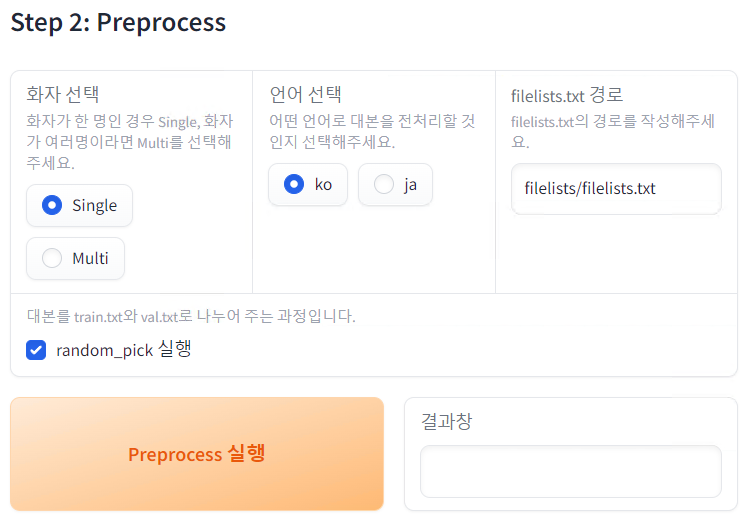 Step 2: Preprocess
화자 선택
화자가 한 명인 경우 Single, 화자
가 여러명이라면 Multi를 선택해
주세요.
Single
Multi
언어 선택
어떤 언어로 대본을 전처리할 것
인지 선택해주세요.
ko
ja
filelists.txt 경로
filelists.txt의 경로를 작성해주세
요.
filelists/filelists.txt
대본를 train.txt와 val.txt로 나누어 주는 과정입니다.
random_pick 실행
Preprocess 실행
결과창